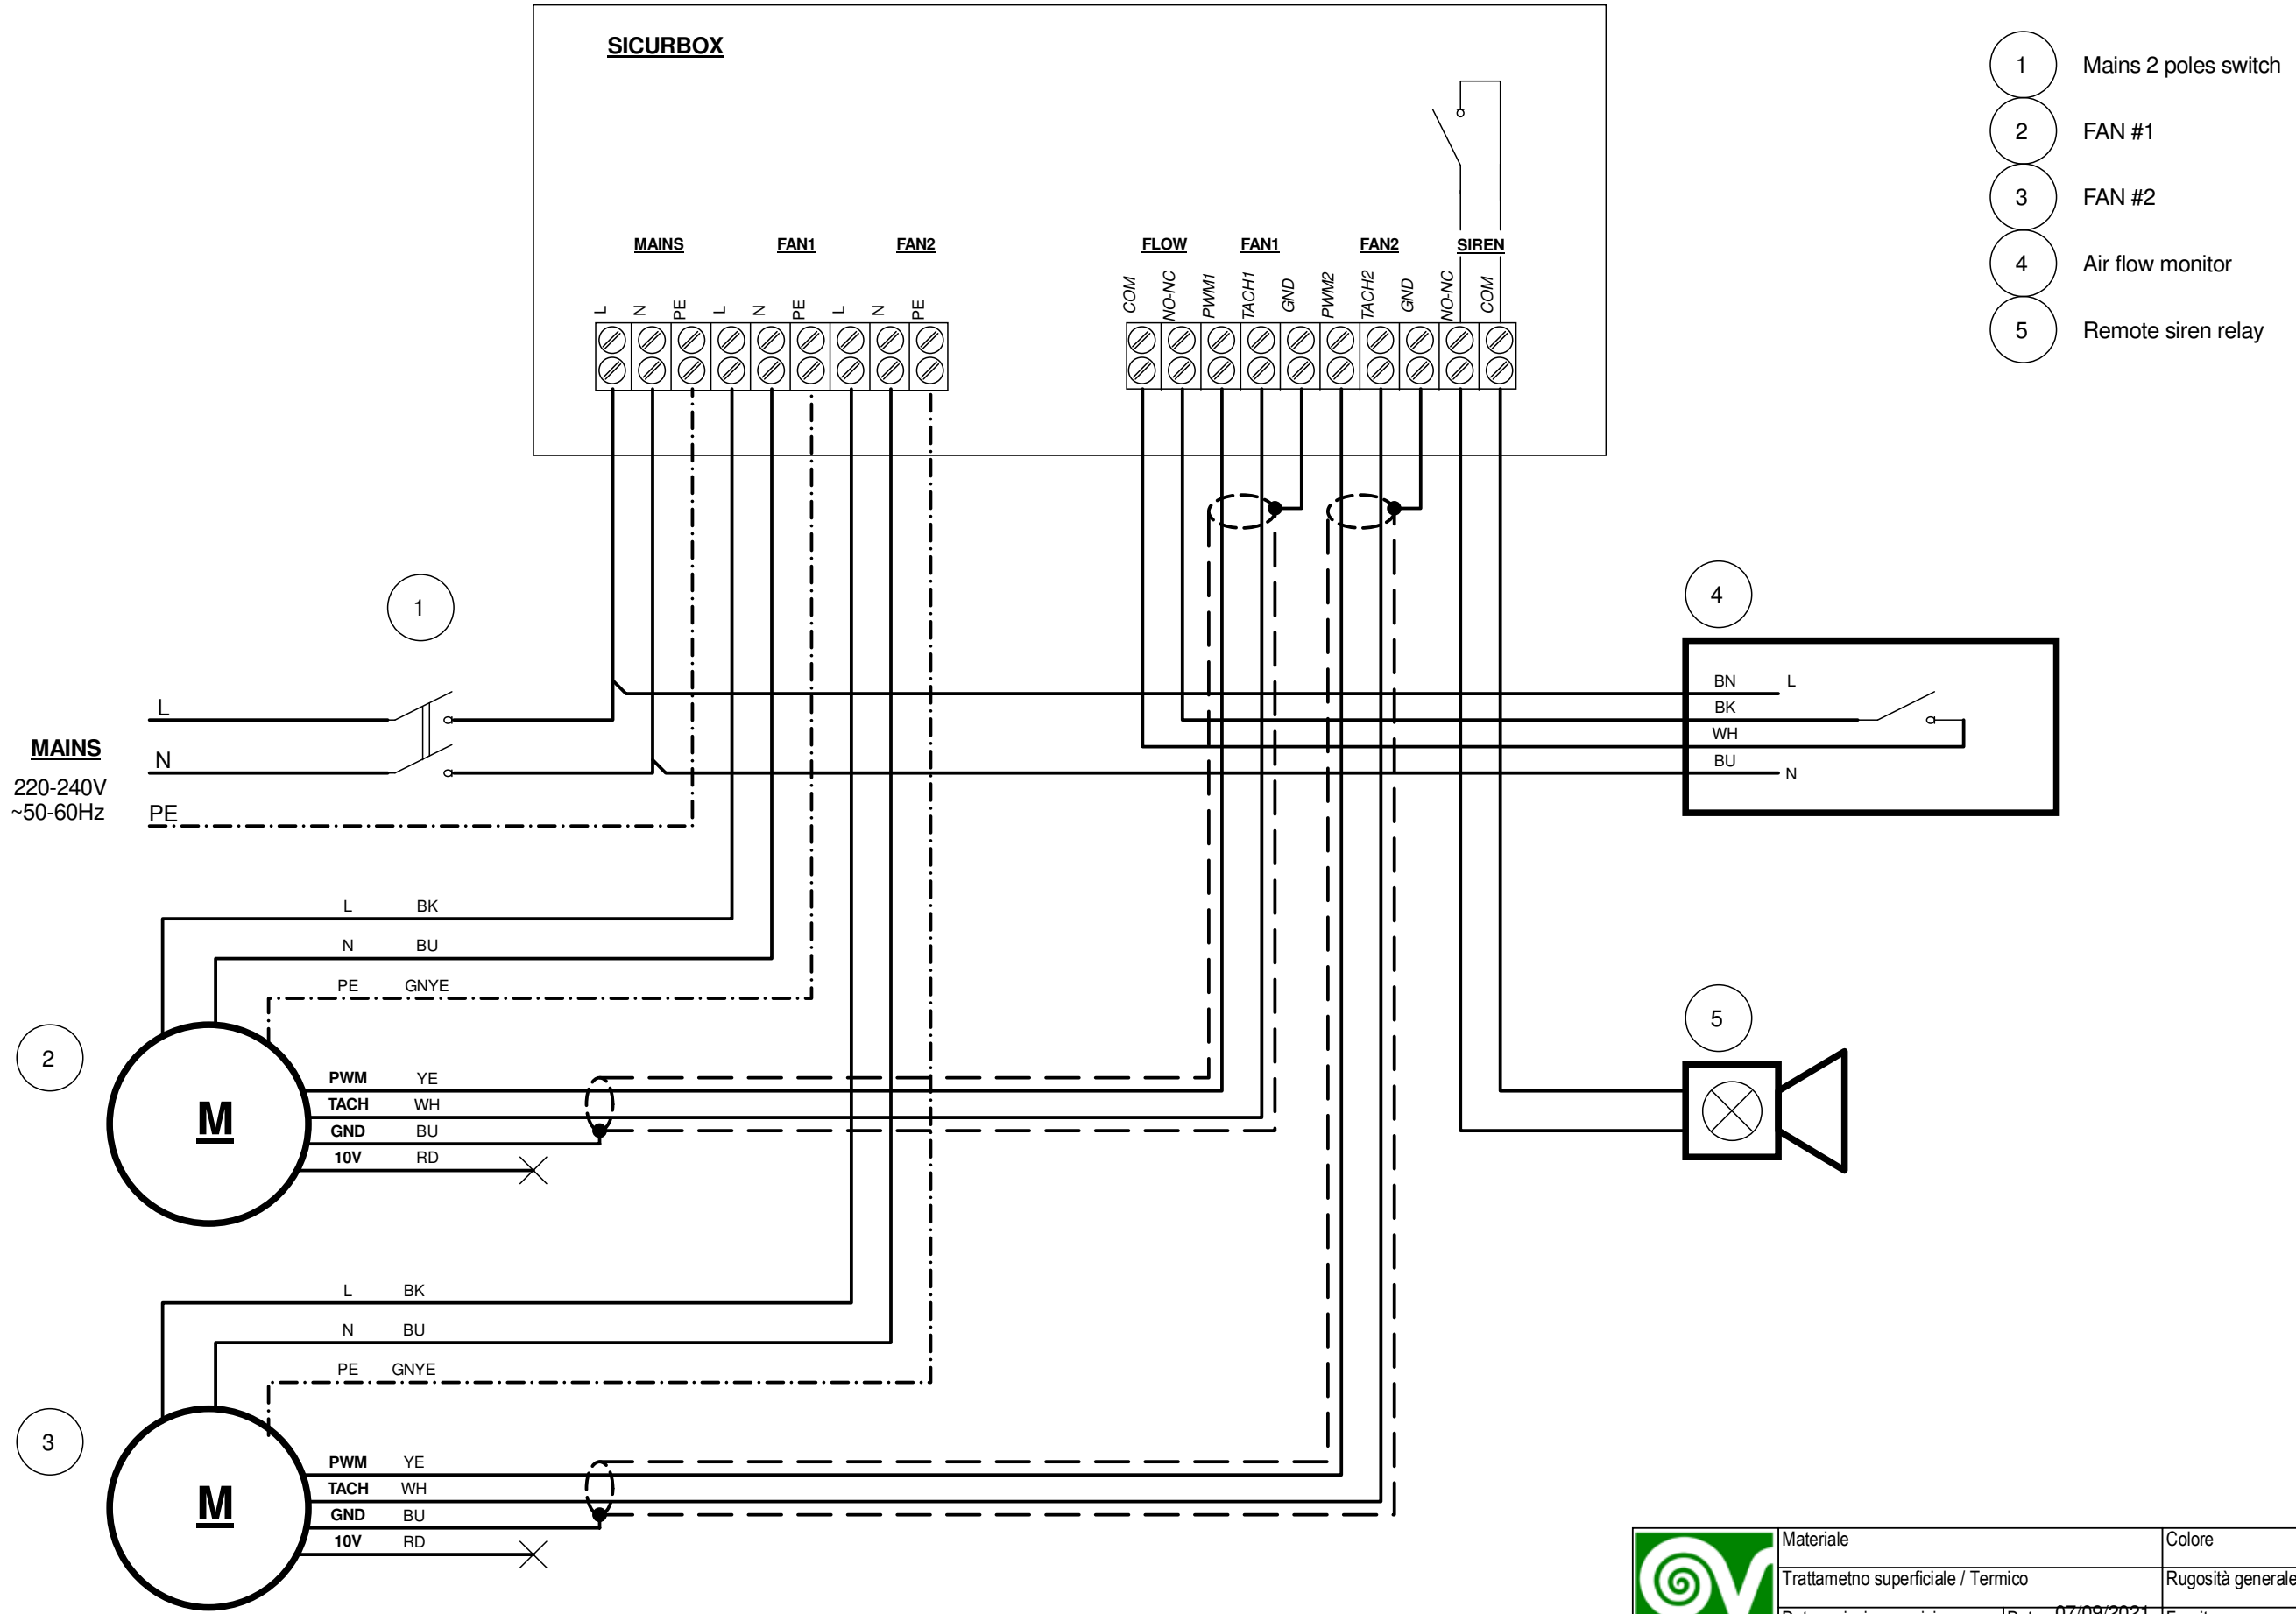 SICURBOX
1 Mains 2 poles switch
2 FAN #1
3 FAN #2
4 Air flow monitor
5 Remote siren relay
MAINS FAN1 FAN2 FLOW FAN1 FAN2 SIREN
L N PE L N PE L N PE COM NO-NC PWM1 TACH1 GND PWM2 TACH2 GND NO-NC COM
1
4
L
N
PE
MAINS
220-240V
~50-60Hz
BN L
BK
WH
BU N
L BK
N BU
PE GNYE
2
M
PWM YE
TACH WH
GND BU
10V RD
5
L BK
N BU
PE GNYE
3
M
PWM YE
TACH WH
GND BU
10V RD
Materiale Colore
Trattametno superficiale / Termico Rugosità generale
07/09/2021